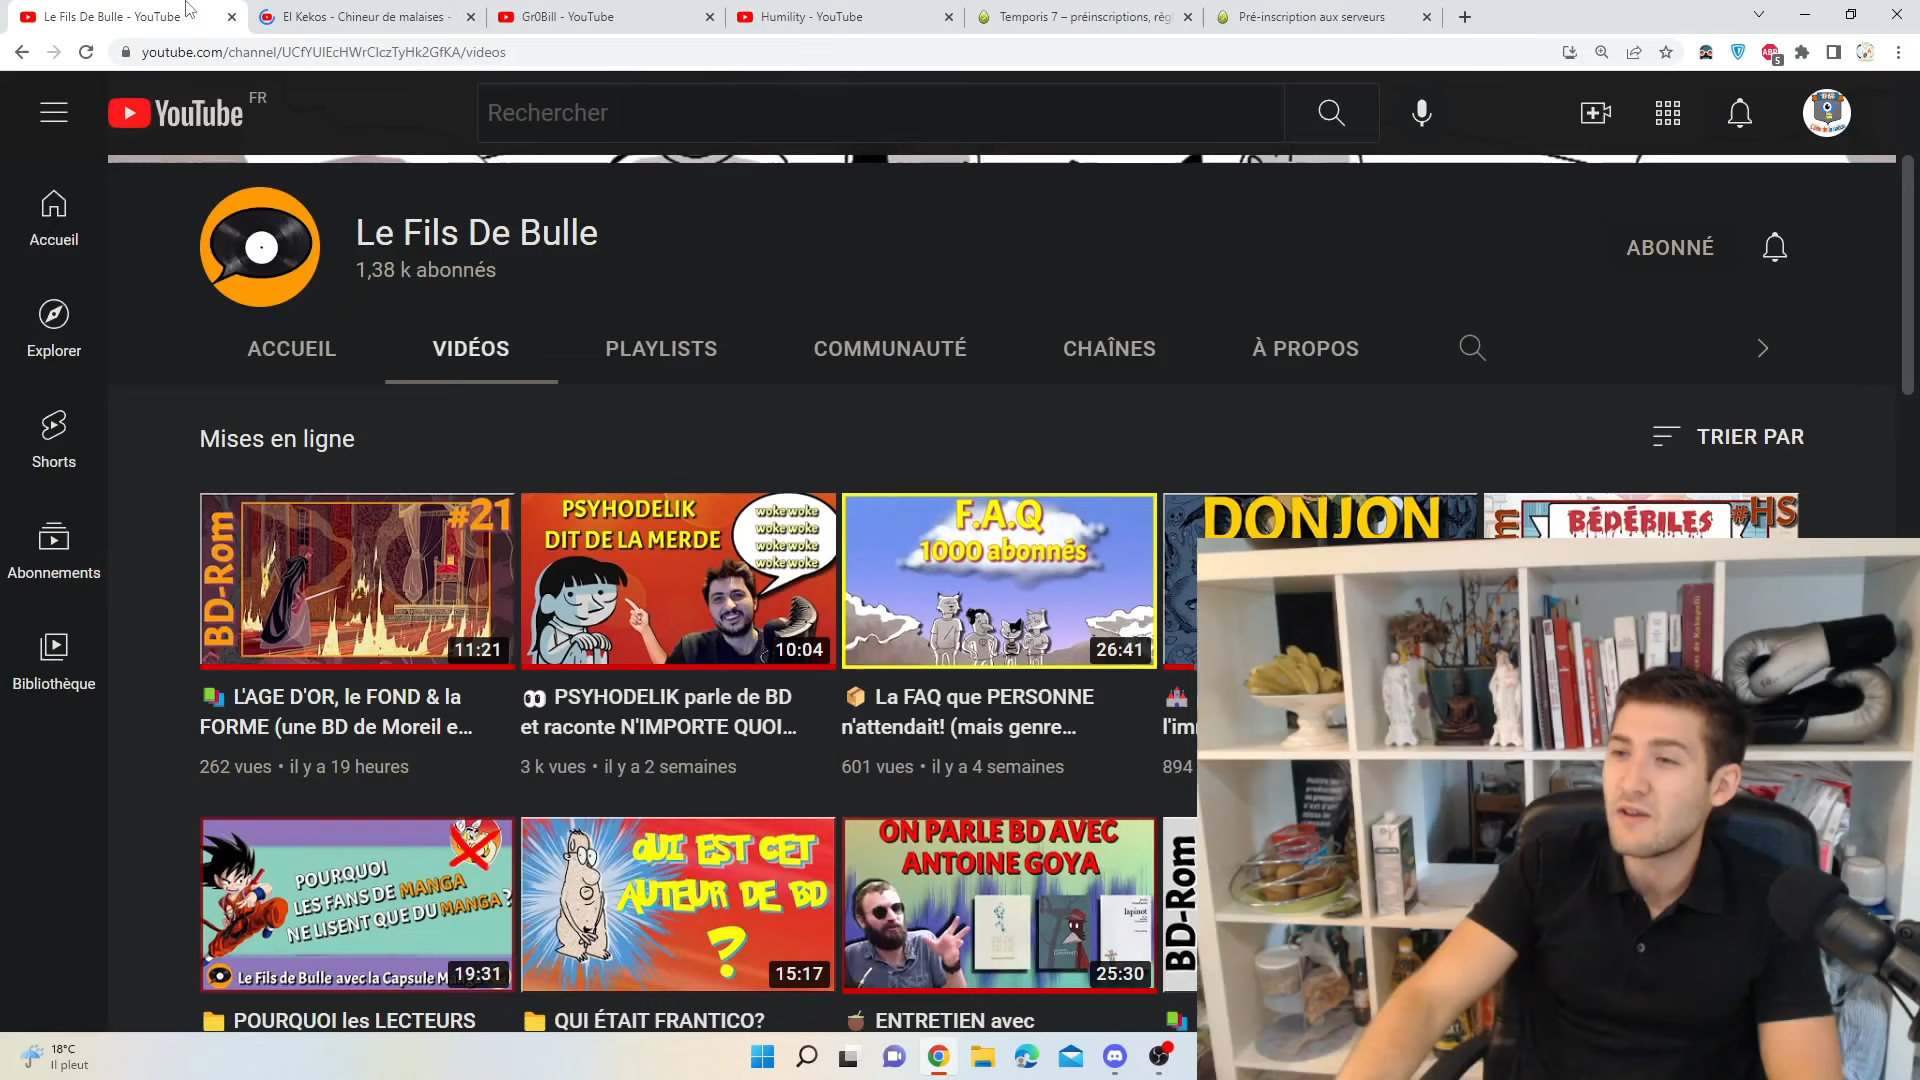 Le Fils De Bulle - YouTube
El Kekos - Chineur de malaises -
Gr0Bill - YouTube
Humility - YouTube
Temporis 7 – préinscriptions, règ
Pré-inscription aux serveurs
youtube.com/channel/UCfYUIEcHWrCIczTyHk2GfKA/videos
5
YouTube
FR
Rechercher
Accueil
Explorer
Shorts
Abonnements
Bibliothèque
Le Fils De Bulle
1,38 k abonnés
ABONNÉ
ACCUEIL
VIDÉOS
PLAYLISTS
COMMUNAUTÉ
CHAÎNES
À PROPOS
Mises en ligne
TRIER PAR
BD-Rom
#21
11:21
PSYHODELIK
DIT DE LA MERDE
woke woke
woke woke
woke woke
woke woke
10:04
F.A.Q
1000 abonnés
26:41
DONJON
BÉDÉBILES
#HS
L'AGE D'OR, le FOND & la
FORME (une BD de Moreil e...
262 vues • il y a 19 heures
PSYHODELIK parle de BD
et raconte N'IMPORTE QUOI...
3 k vues • il y a 2 semaines
La FAQ que PERSONNE
n'attendait! (mais genre...
601 vues • il y a 4 semaines
l'im
894
POURQUOI
LES FANS DE MANGA
NE LISENT QUE DU MANGA?
Le Fils de Bulle avec la Capsule M
19:31
QUI EST CET
AUTEUR DE BD
?
15:17
ON PARLE BD AVEC
ANTOINE GOYA
lapinot
25:30
BD-Rom
POURQUOI les LECTEURS
QUI ÉTAIT FRANTICO?
ENTRETIEN avec
18°C
Il pleut